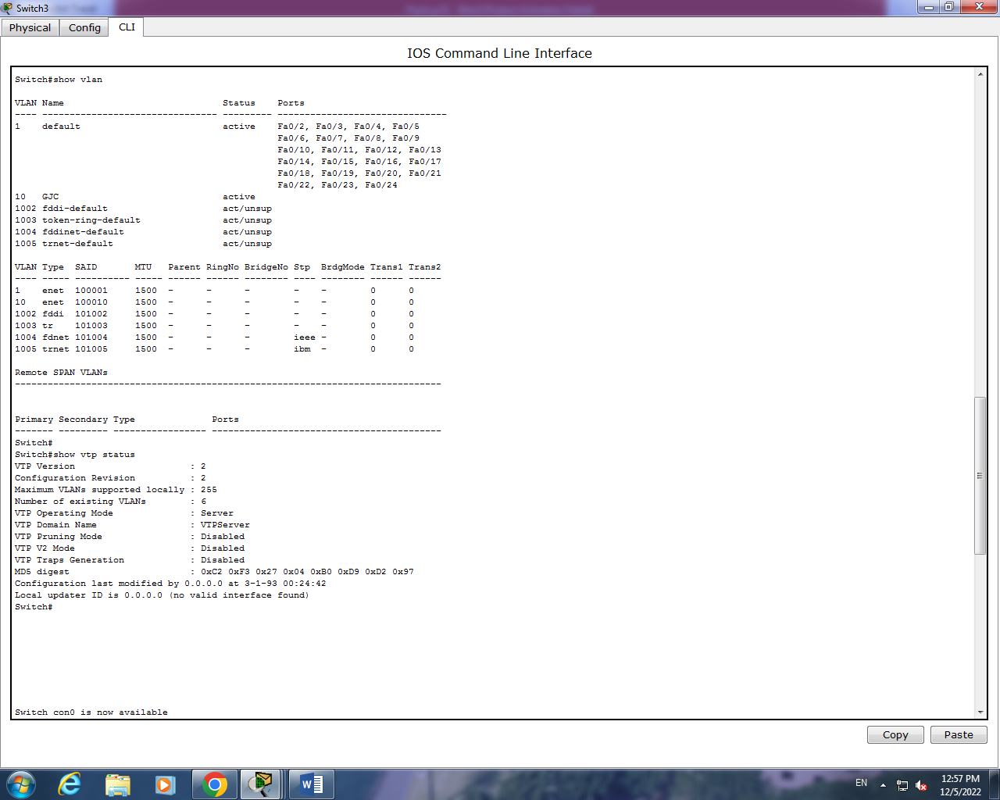 Switch3
Physical Config CLI
IOS Command Line Interface
Switch#show vlan
VLAN Name                             Status    Ports
---- -------------------------------- --------- -------------------------------
1    default                          active    Fa0/2, Fa0/3, Fa0/4, Fa0/5
                                                Fa0/6, Fa0/7, Fa0/8, Fa0/9
                                                Fa0/10, Fa0/11, Fa0/12, Fa0/13
                                                Fa0/14, Fa0/15, Fa0/16, Fa0/17
                                                Fa0/18, Fa0/19, Fa0/20, Fa0/21
                                                Fa0/22, Fa0/23, Fa0/24
10   GJC                              active
1002 fddi-default                     act/unsup
1003 token-ring-default               act/unsup
1004 fddinet-default                  act/unsup
1005 trnet-default                    act/unsup
VLAN Type  SAID       MTU   Parent RingNo BridgeNo Stp  BrdgMode Trans1 Trans2
---- ----- ---------- ----- ------ ------ -------- ---- -------- ------ ------
1    enet  100001     1500  -      -      -        -    -        0      0
10   enet  100010     1500  -      -      -        -    -        0      0
1002 fddi  101002     1500  -      -      -        -    -        0      0
1003 tr    101003     1500  -      -      -        -    -        0      0
1004 fdnet 101004     1500  -      -      -        ieee -        0      0
1005 trnet 101005     1500  -      -      -        ibm  -        0      0
Remote SPAN VLANs
------------------------------------------------------------------------------
Primary Secondary Type              Ports
------- --------- ----------------- ------------------------------------------
Switch#
Switch#show vtp status
VTP Version                     : 2
Configuration Revision          : 2
Maximum VLANs supported locally : 255
Number of existing VLANs        : 6
VTP Operating Mode              : Server
VTP Domain Name                 : VTPServer
VTP Pruning Mode                : Disabled
VTP V2 Mode                     : Disabled
VTP Traps Generation            : Disabled
MD5 digest                      : 0xC2 0xF3 0x27 0x04 0xB0 0xD9 0xD2 0x97
Configuration last modified by 0.0.0.0 at 3-1-93 00:24:42
Local updater ID is 0.0.0.0 (no valid interface found)
Switch#
Switch con0 is now available
Copy Paste
EN
12:57 PM
12/5/2022